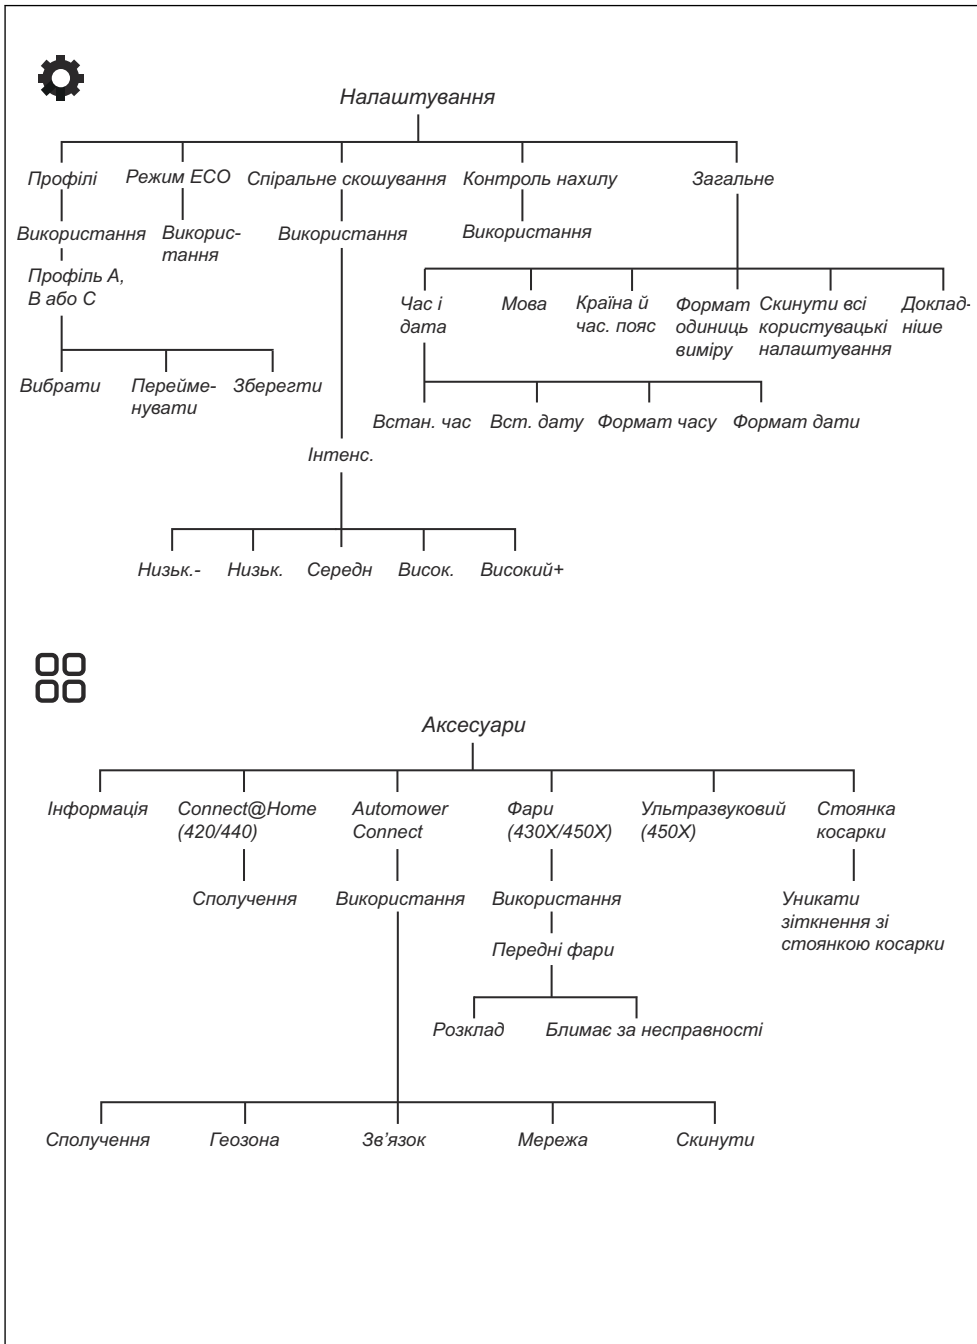 Налаштування
Профілі
Режим ECO
Спіральне скошування
Контроль нахилу
Загальне
Використання
Викорис-
тання
Використання
Використання
Профіль А,
В або С
Час і
дата
Мова
Країна й
час. пояс
Формат
одиниць
виміру
Скинути всі
користувацькі
налаштування
Доклад-
ніше
Вибрати
Перейме-
нувати
Зберегти
Встан. час
Вст. дату
Формат часу
Формат дати
Інтенс.
Низьк.-
Низьк.
Середн
Висок.
Високий+
Аксесуари
Інформація
Connect@Home
(420/440)
Automower
Connect
Фари
(430X/450X)
Ультразвуковий
(450X)
Стоянка
косарки
Сполучення
Використання
Використання
Уникати
зіткнення зі
стоянкою косарки
Передні фари
Розклад
Блимає за несправності
Сполучення
Геозона
Зв’язок
Мережа
Скинути